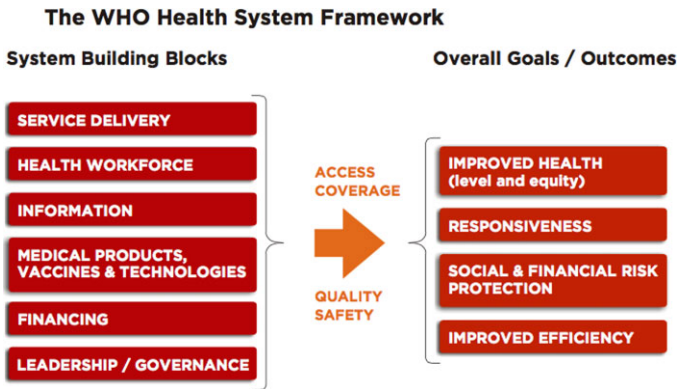 The WHO Health System Framework
System Building Blocks
Overall Goals / Outcomes
SERVICE DELIVERY
HEALTH WORKFORCE
INFORMATION
MEDICAL PRODUCTS,
VACCINES & TECHNOLOGIES
FINANCING
LEADERSHIP / GOVERNANCE
ACCESS
COVERAGE
QUALITY
SAFETY
IMPROVED HEALTH
(level and equity)
RESPONSIVENESS
SOCIAL & FINANCIAL RISK
PROTECTION
IMPROVED EFFICIENCY